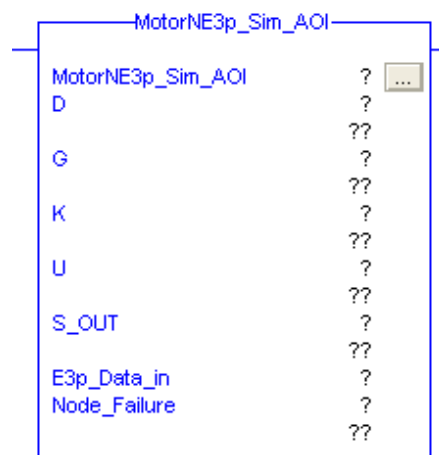 MotorNE3p_Sim_AOI
MotorNE3p_Sim_AOI ? ...
D ?
??
G ?
??
K ?
??
U ?
??
S_OUT ?
??
E3p_Data_in ?
Node_Failure ?
??